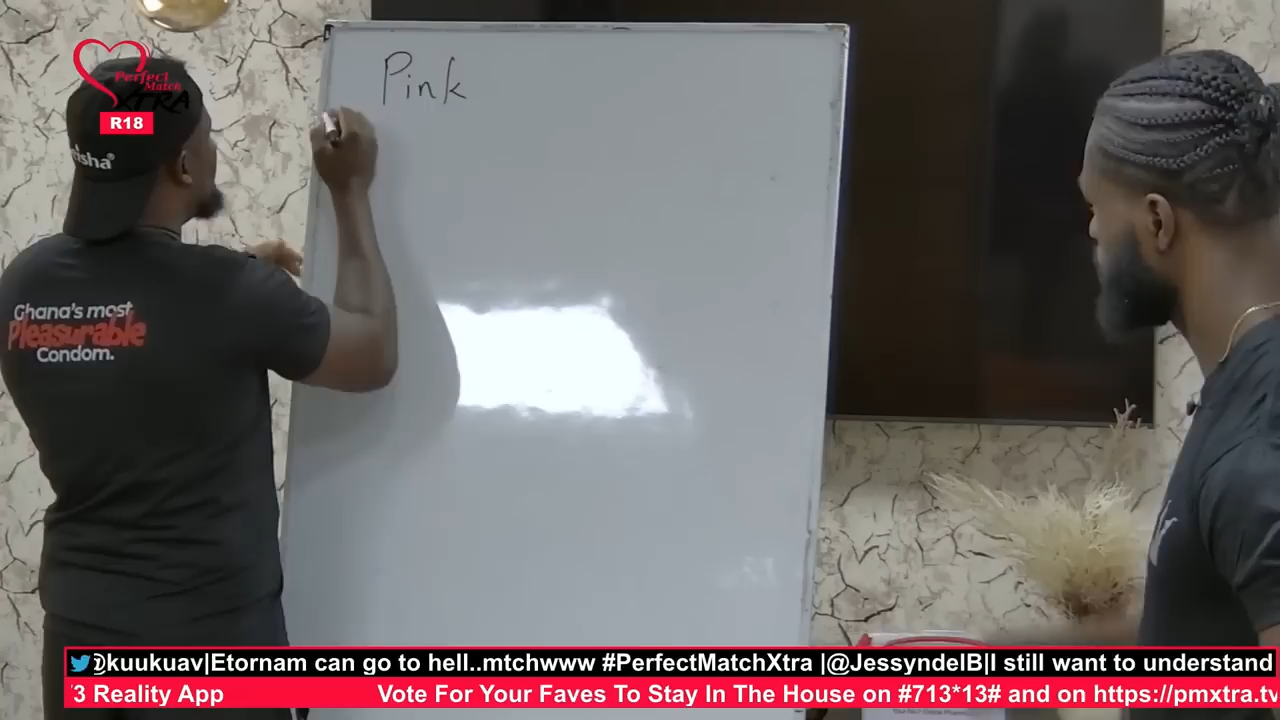 Perfect
Match
XTRA
R18
Pink
Ghana's most
Pleasurable
Condom.
kuukuav|Etornam can go to hell..mtchwww #PerfectMatchXtra |@JessyndelB|I still want to understand
3 Reality App Vote For Your Faves To Stay In The House on #713*13# and on https://pmxtra.tv